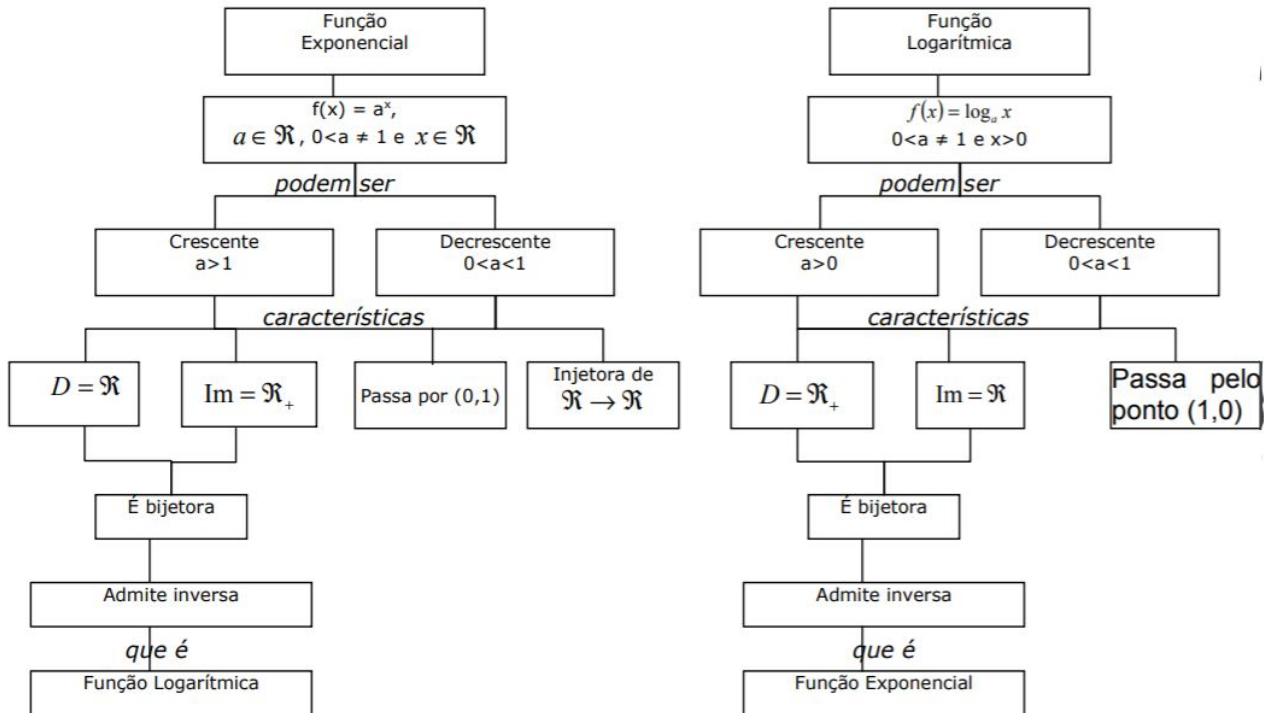 Função
Exponencial
f(x) = aˣ,
a ∈ ℜ, 0<a ≠ 1 e x ∈ ℜ
podem ser
Crescente
a>1
Decrescente
0<a<1
características
D = ℜ
Im = ℜ₊
Passa por (0,1)
Injetora de
ℜ → ℜ
É bijetora
Admite inversa
que é
Função Logarítmica
Função
Logarítmica
f(x) = logₐ x
0<a ≠ 1 e x>0
podem ser
Crescente
a>0
Decrescente
0<a<1
características
D = ℜ₊
Im = ℜ
Passa pelo
ponto (1,0)
É bijetora
Admite inversa
que é
Função Exponencial